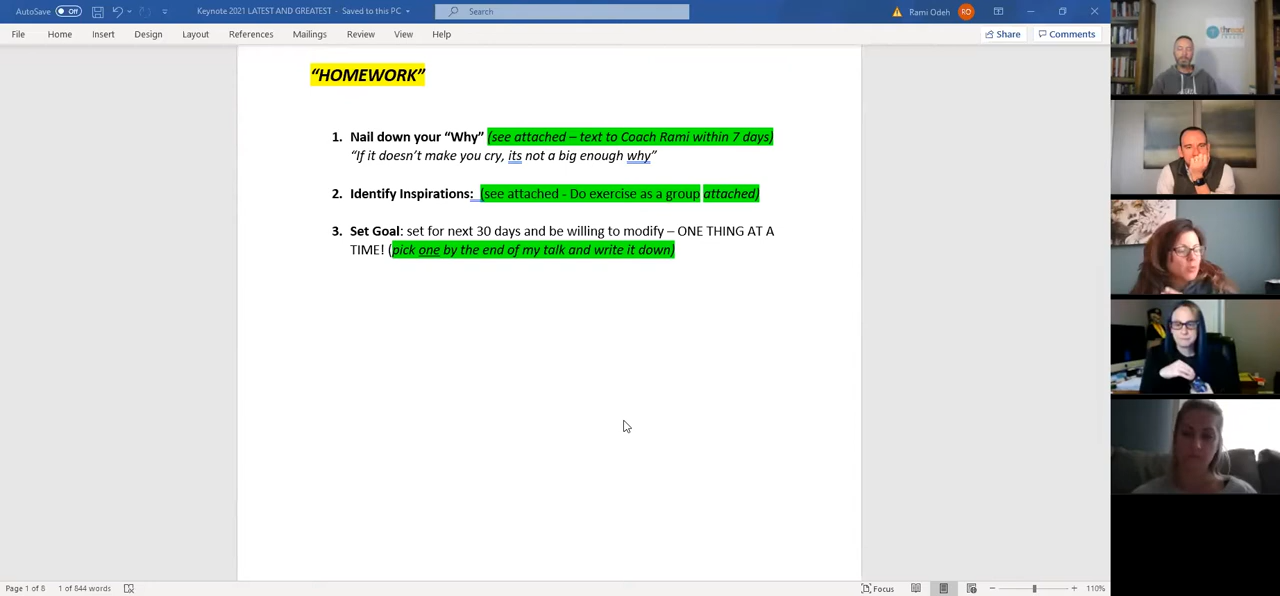 AutoSave Off
Keynote 2021 LATEST AND GREATEST - Saved to this PC
Search
Rami Odeh RO
File Home Insert Design Layout References Mailings Review View Help
Share Comments
thread
“HOMEWORK”
1. Nail down your “Why” (see attached – text to Coach Rami within 7 days)
“If it doesn’t make you cry, its not a big enough why”
2. Identify Inspirations: (see attached - Do exercise as a group attached)
3. Set Goal: set for next 30 days and be willing to modify – ONE THING AT A
TIME! (pick one by the end of my talk and write it down)
Page 1 of 8 1 of 844 words
Focus
110%